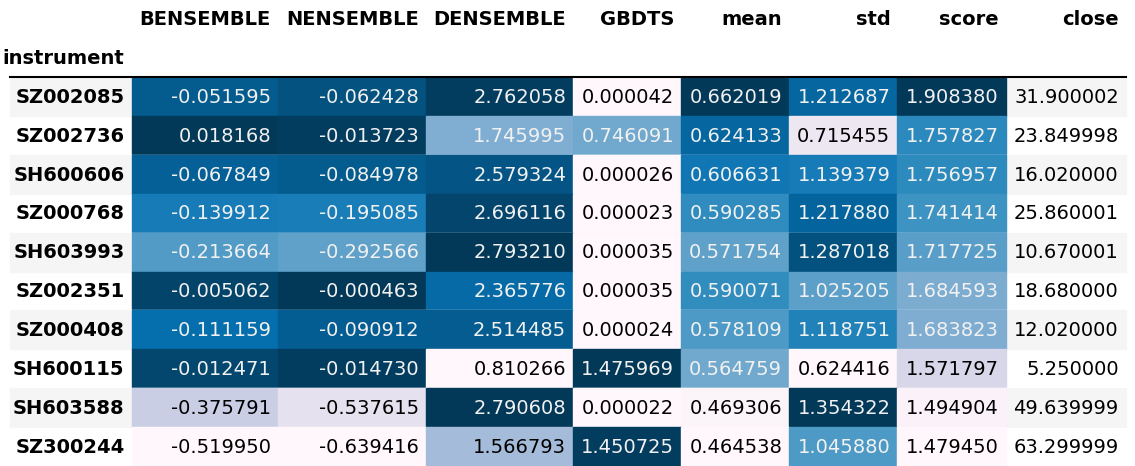 BENSEMBLE NENSEMBLE DENSEMBLE GBDTS mean std score close
instrument
SZ002085 -0.051595 -0.062428 2.762058 0.000042 0.662019 1.212687 1.908380 31.900002
SZ002736 0.018168 -0.013723 1.745995 0.746091 0.624133 0.715455 1.757827 23.849998
SH600606 -0.067849 -0.084978 2.579324 0.000026 0.606631 1.139379 1.756957 16.020000
SZ000768 -0.139912 -0.195085 2.696116 0.000023 0.590285 1.217880 1.741414 25.860001
SH603993 -0.213664 -0.292566 2.793210 0.000035 0.571754 1.287018 1.717725 10.670001
SZ002351 -0.005062 -0.000463 2.365776 0.000035 0.590071 1.025205 1.684593 18.680000
SZ000408 -0.111159 -0.090912 2.514485 0.000024 0.578109 1.118751 1.683823 12.020000
SH600115 -0.012471 -0.014730 0.810266 1.475969 0.564759 0.624416 1.571797 5.250000
SH603588 -0.375791 -0.537615 2.790608 0.000022 0.469306 1.354322 1.494904 49.639999
SZ300244 -0.519950 -0.639416 1.566793 1.450725 0.464538 1.045880 1.479450 63.299999